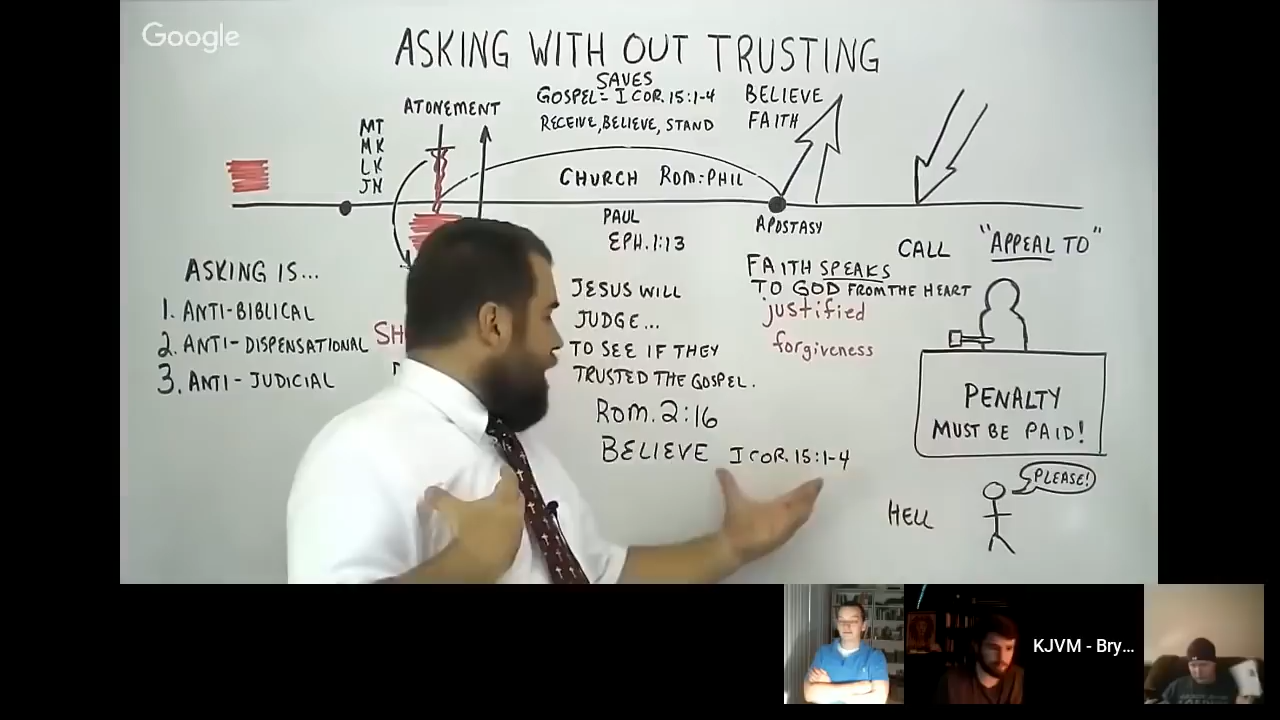 Google
ASKING WITH OUT TRUSTING
SAVES
GOSPEL = I COR. 15:1-4
RECEIVE, BELIEVE, STAND
BELIEVE
FAITH
ATONEMENT
MT
MK
LK
JN
CHURCH ROM:PHIL
PAUL
EPH. 1:13
APOSTASY
CALL
"APPEAL TO"
ASKING IS...
1. ANTI-BIBLICAL
2. ANTI-DISPENSATIONAL
3. ANTI-JUDICIAL
JESUS WILL
JUDGE...
TO SEE IF THEY
TRUSTED THE GOSPEL.
ROM. 2:16
BELIEVE I COR. 15:1-4
FAITH SPEAKS
TO GOD FROM THE HEART
justified
forgiveness
PENALTY
MUST BE PAID!
PLEASE!
HELL
KJVM - Bry...